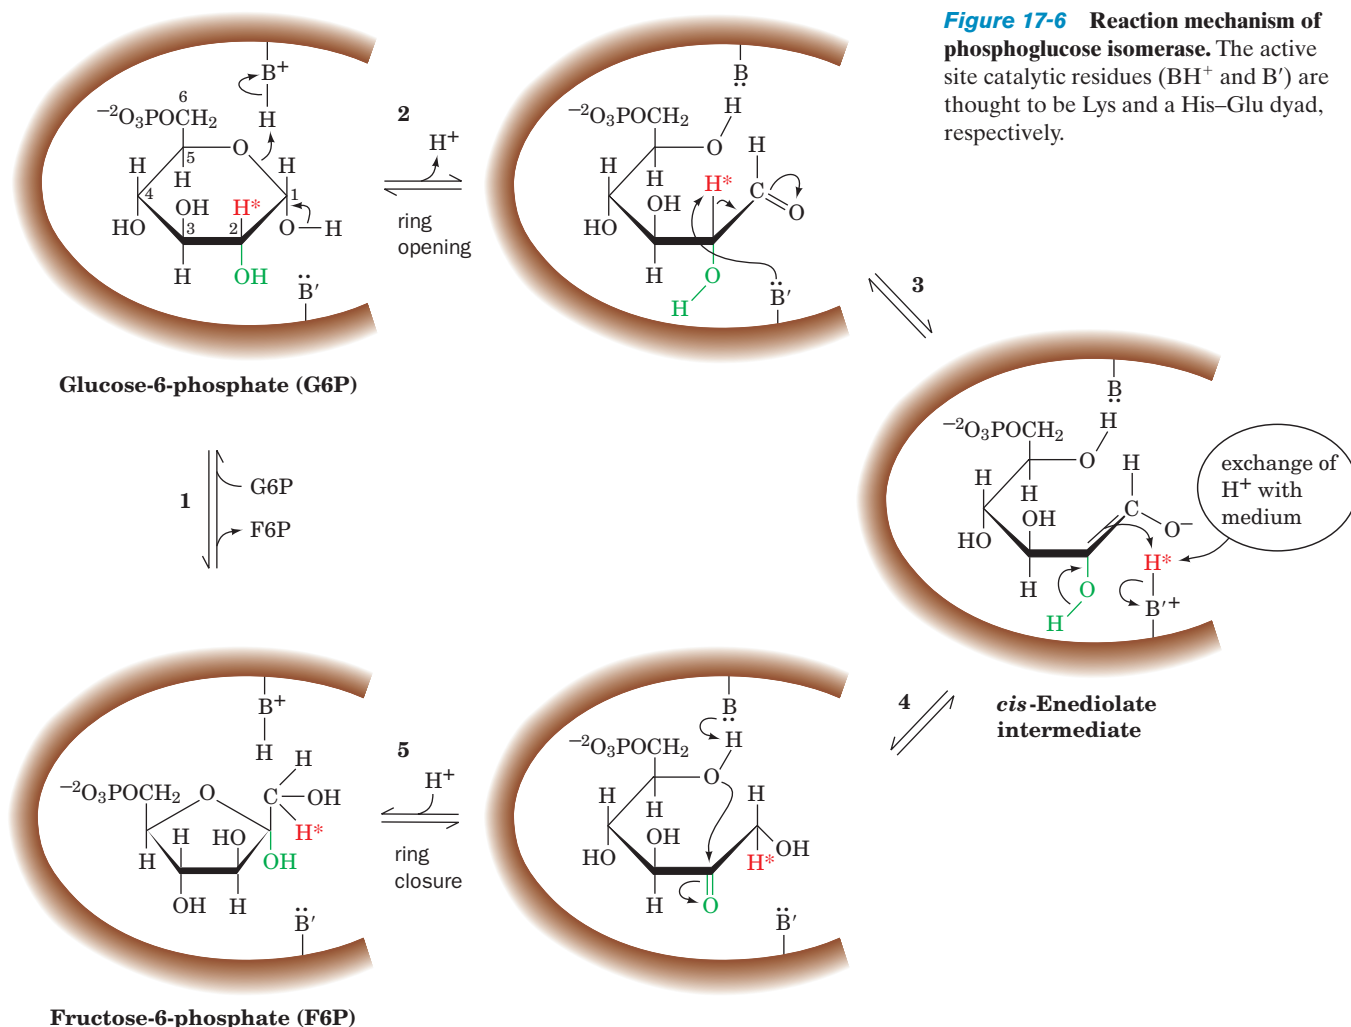 Figure 17-6 Reaction mechanism of
phosphoglucose isomerase. The active
site catalytic residues (BH⁺ and B′) are
thought to be Lys and a His–Glu dyad,
respectively.
B⁺
H
6
⁻²O₃POCH₂
5
O
H
H
H
4
1
OH
H*
HO
3
2
O
H
H
OH
B̈′
Glucose-6-phosphate (G6P)
2
H⁺
ring
opening
B̈
H
⁻²O₃POCH₂
O
H
H
H
H*
C
OH
O
HO
H
O
H
B̈′
3
B̈
H
⁻²O₃POCH₂
O
H
H
H
C
OH
O⁻
HO
H*
H
O
H
B′⁺
exchange of
H⁺ with
medium
cis-Enediolate
intermediate
4
B̈
H
⁻²O₃POCH₂
O
H
H
H
OH
OH
HO
H*
H
O
B̈′
5
H⁺
ring
closure
B⁺
H
H
⁻²O₃POCH₂
O
C
OH
H*
H
HO
H
OH
OH
H
B̈′
Fructose-6-phosphate (F6P)
1
G6P
F6P